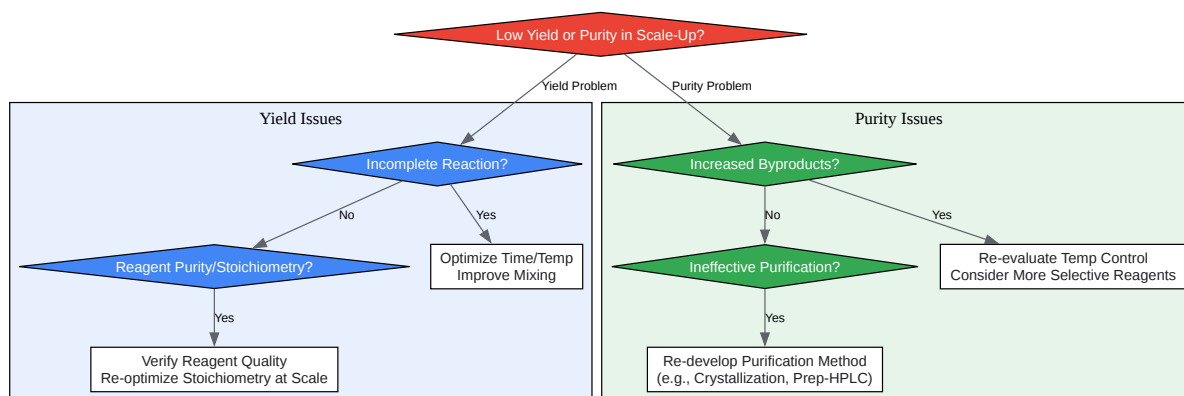 Low Yield or Purity in Scale-Up?
Yield Problem
Purity Problem
Yield Issues
Purity Issues
Incomplete Reaction?
Increased Byproducts?
No
Yes
No
Yes
Reagent Purity/Stoichiometry?
Optimize Time/Temp
Improve Mixing
Ineffective Purification?
Re-evaluate Temp Control
Consider More Selective Reagents
Yes
Yes
Verify Reagent Quality
Re-optimize Stoichiometry at Scale
Re-develop Purification Method
(e.g., Crystallization, Prep-HPLC)